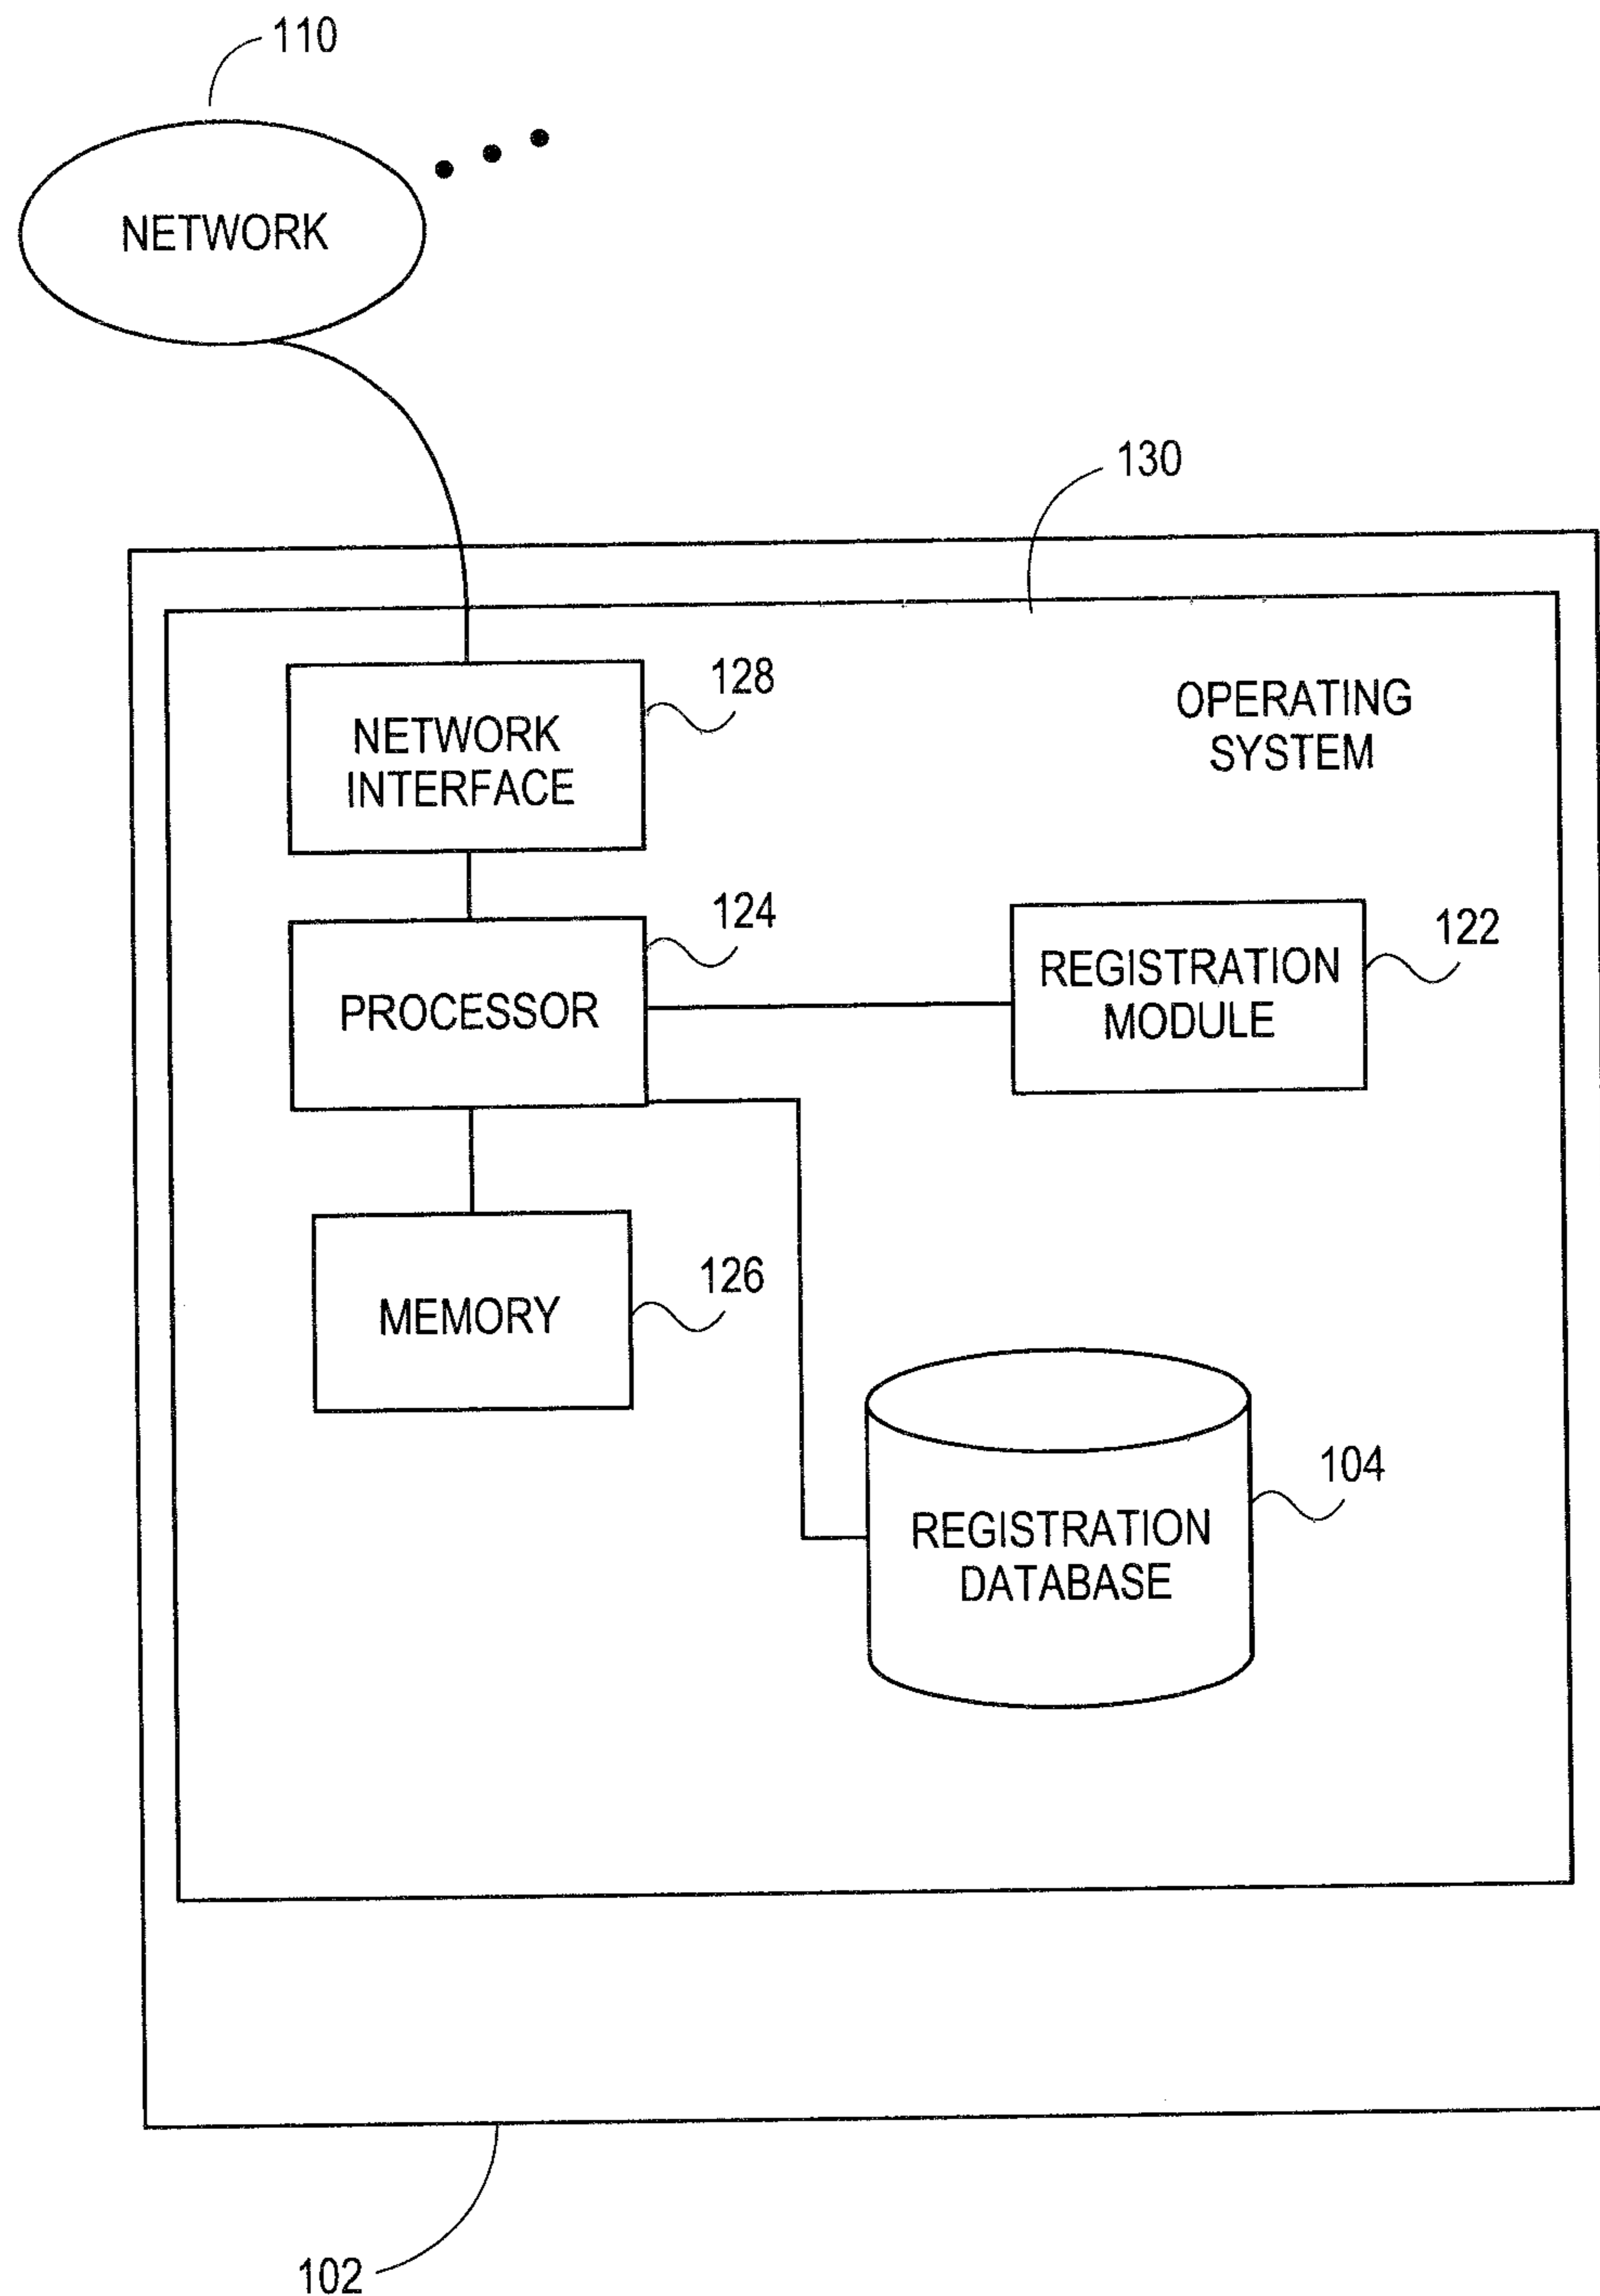 110
NETWORK
130
128
OPERATING
SYSTEM
NETWORK
INTERFACE
124
122
PROCESSOR
REGISTRATION
MODULE
126
MEMORY
104
REGISTRATION
DATABASE
102